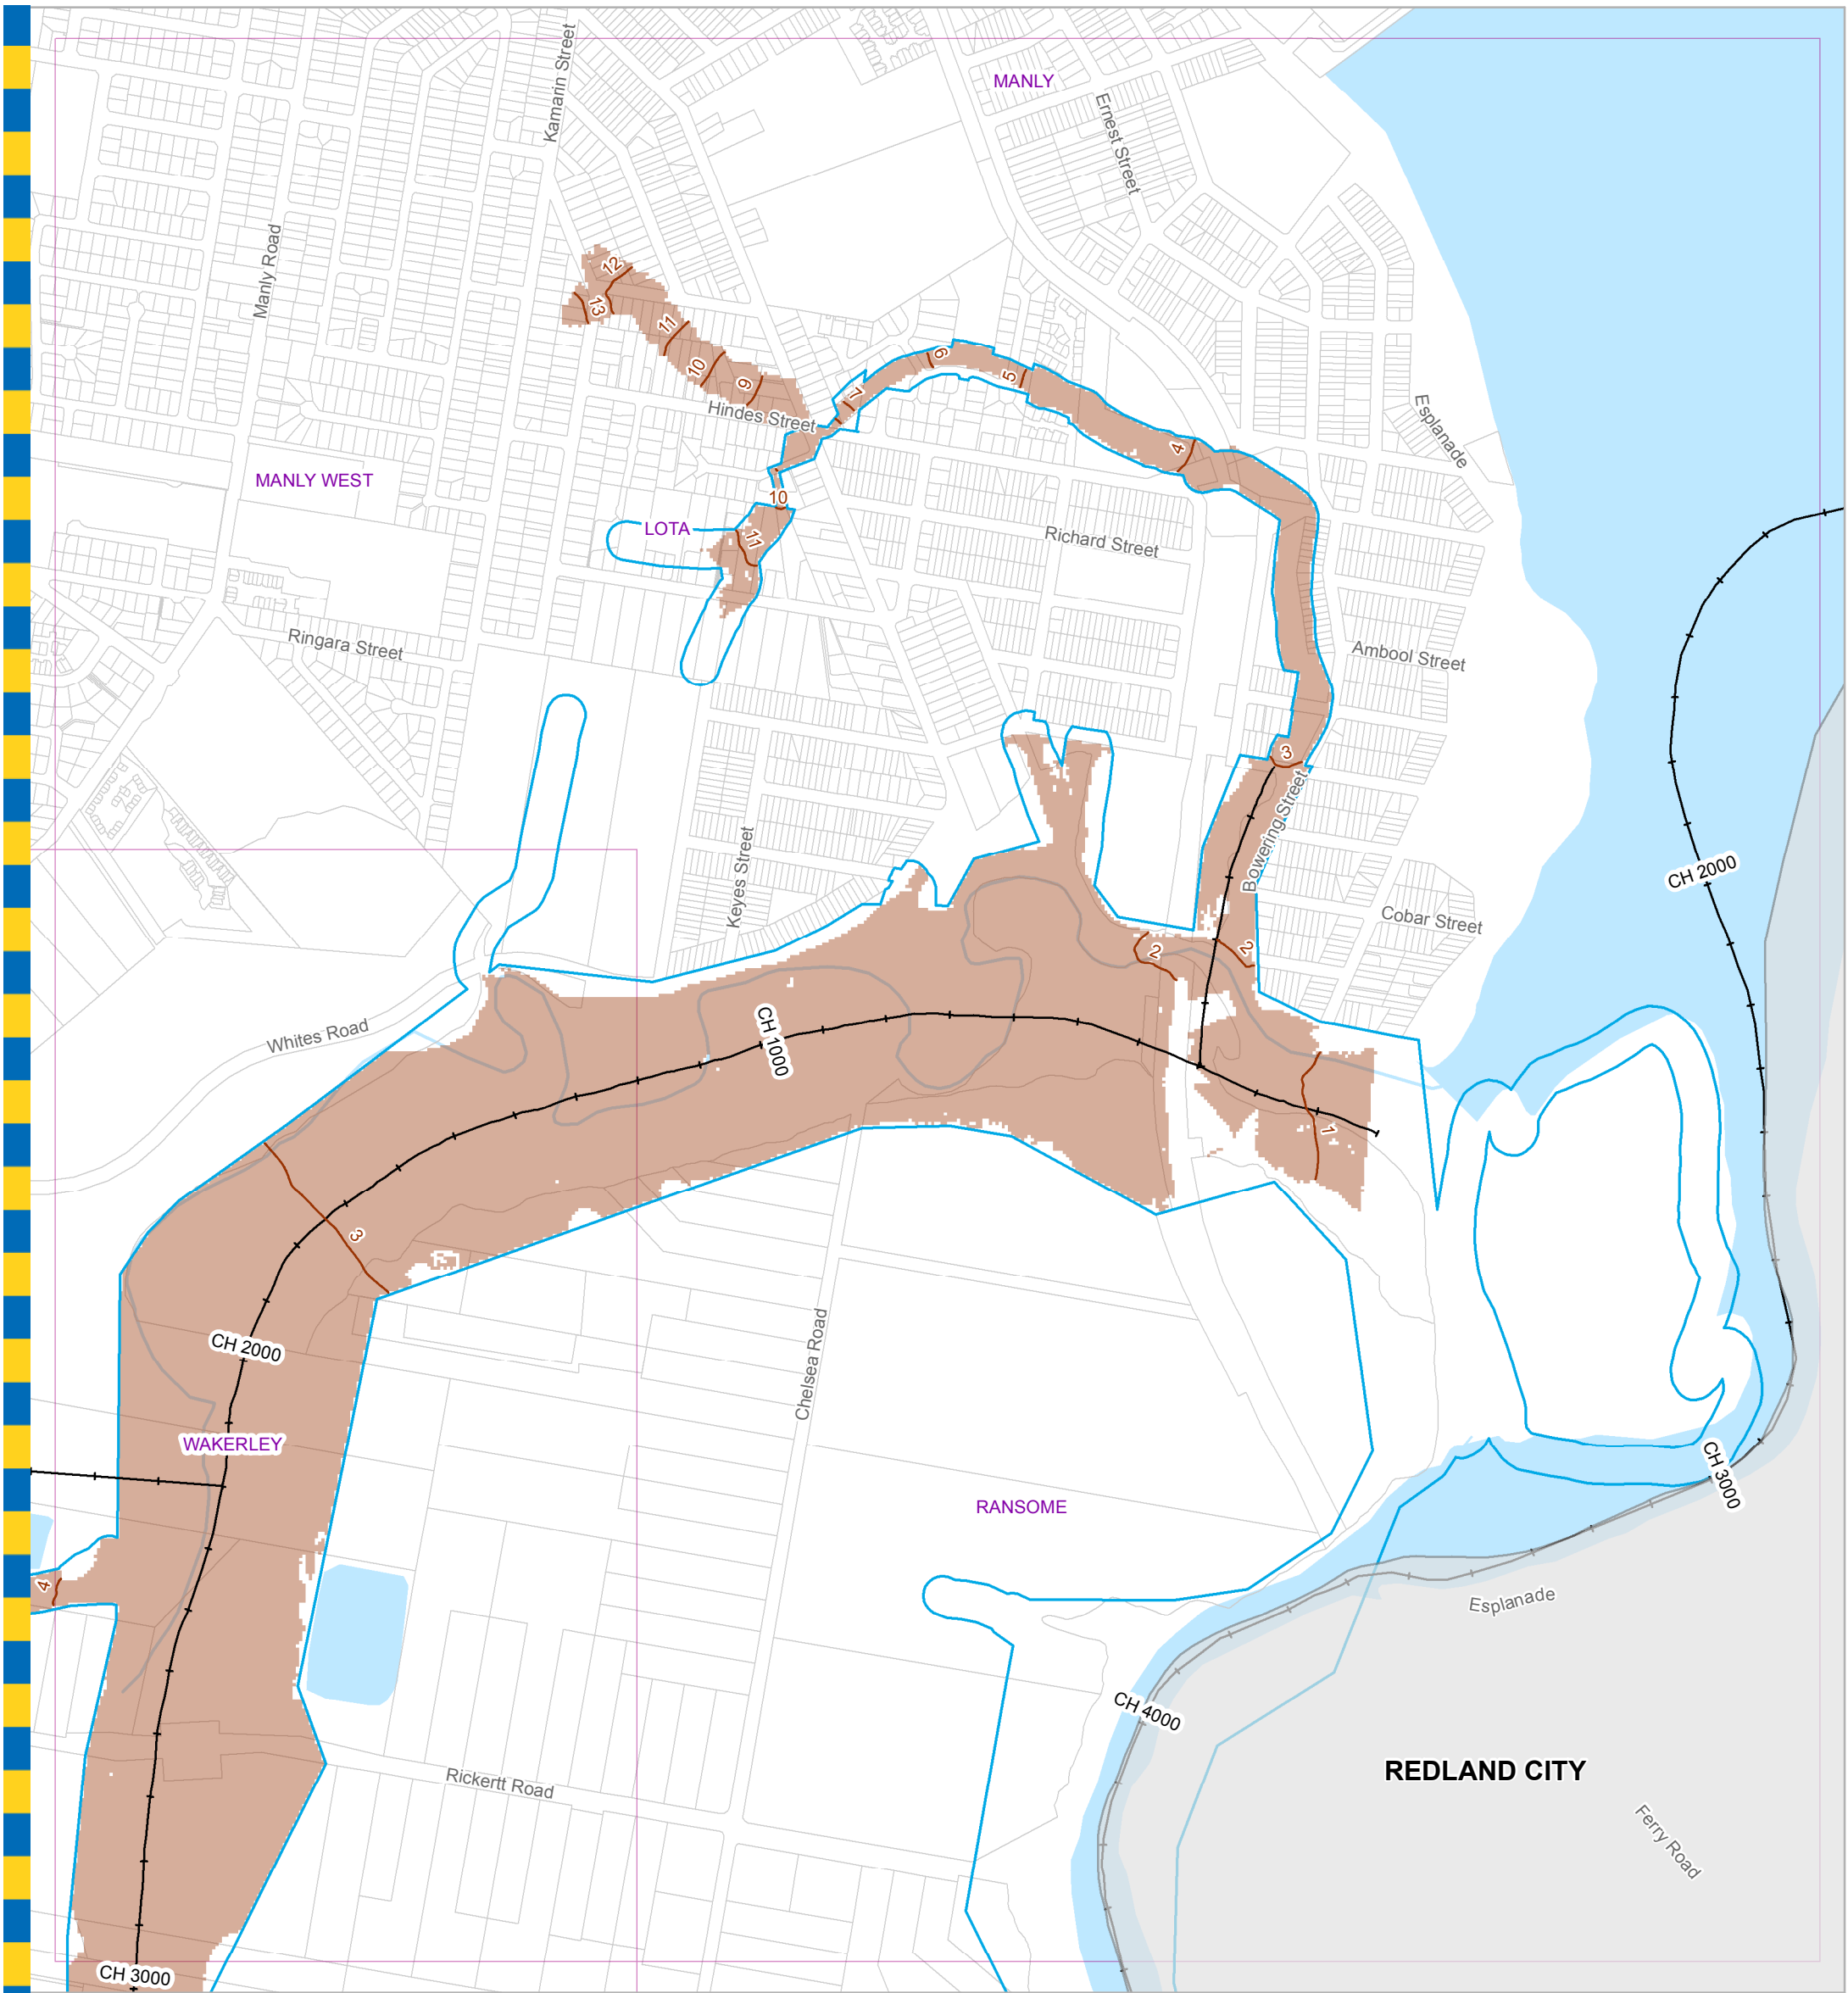 Kamarin Street
MANLY
Ernest Street
Manly Road
12
13
11
10
9
Hindes Street
7
6
5
4
Esplanade
MANLY WEST
10
LOTA
11
Richard Street
Ringara Street
Ambool Street
3
Bowering Street
Keyes Street
CH 2000
Cobar Street
2
2
Whites Road
CH 1000
1
3
CH 2000
Chelsea Road
WAKERLEY
CH 3000
RANSOME
4
Esplanade
CH 4000
REDLAND CITY
Rickertt Road
Ferry Road
CH 3000